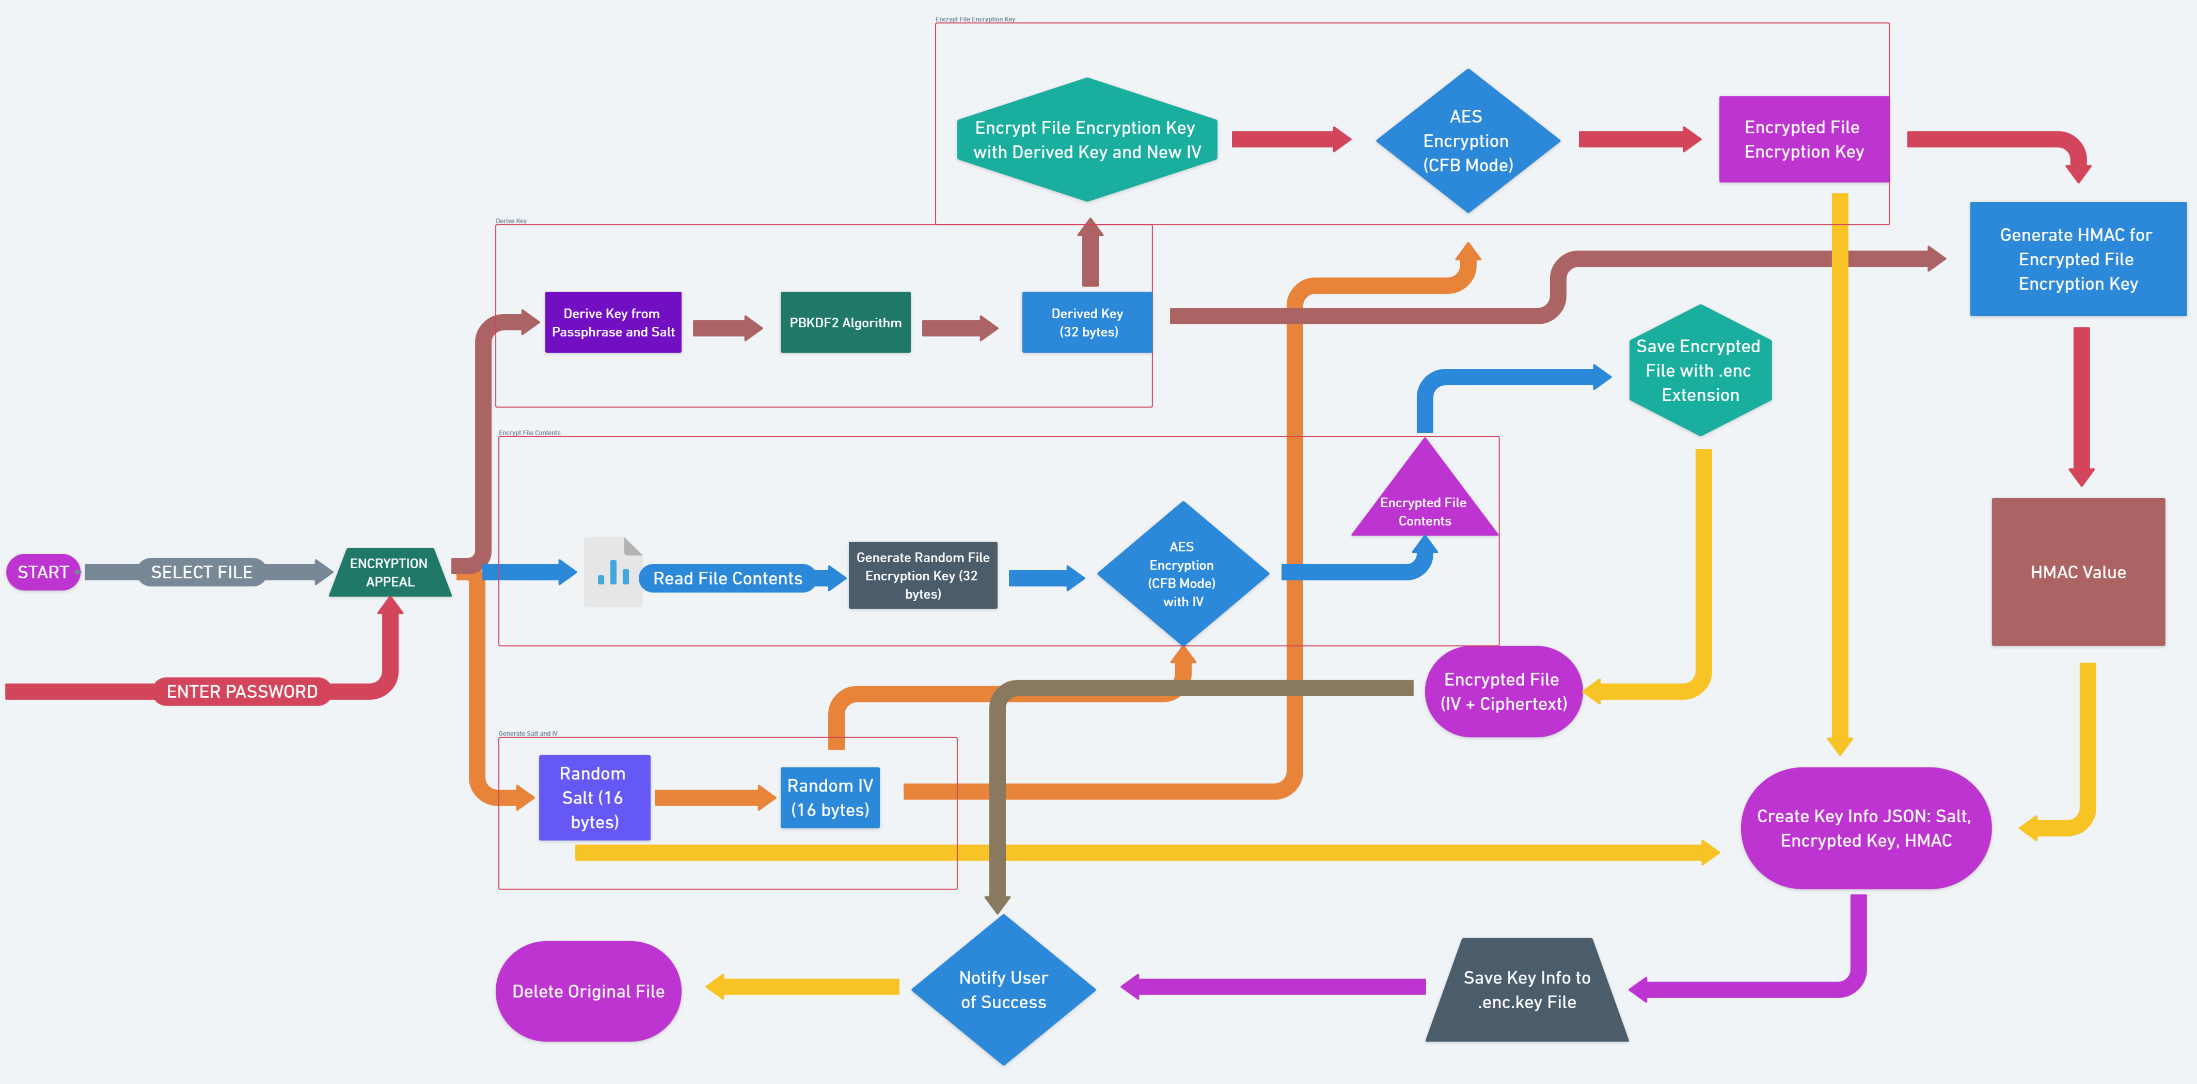 Encrypt File Encryption Key
Encrypt File Encryption Key
with Derived Key and New IV
AES
Encryption
(CFB Mode)
Encrypted File
Encryption Key
Generate HMAC for
Encrypted File
Encryption Key
Derive Key
Derive Key from
Passphrase and Salt
PBKDF2 Algorithm
Derived Key
(32 bytes)
Save Encrypted
File with .enc
Extension
Encrypt File Contents
START
SELECT FILE
ENCRYPTION
APPEAL
Read File Contents
Generate Random File
Encryption Key (32
bytes)
AES
Encryption
(CFB Mode)
with IV
Encrypted File
Contents
HMAC Value
ENTER PASSWORD
Encrypted File
(IV + Ciphertext)
Generate Salt and IV
Random
Salt (16
bytes)
Random IV
(16 bytes)
Create Key Info JSON: Salt,
Encrypted Key, HMAC
Delete Original File
Notify User
of Success
Save Key Info to
.enc.key File